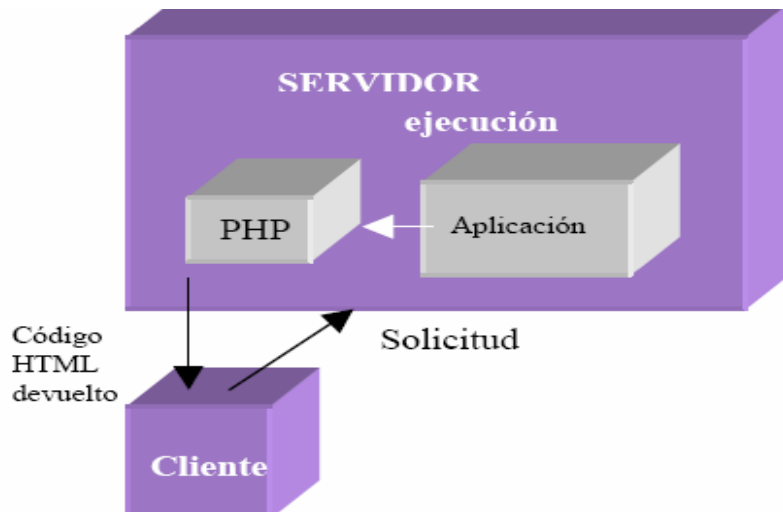 SERVIDOR
ejecución
PHP
Aplicación
Código
HTML
devuelto
Solicitud
Cliente